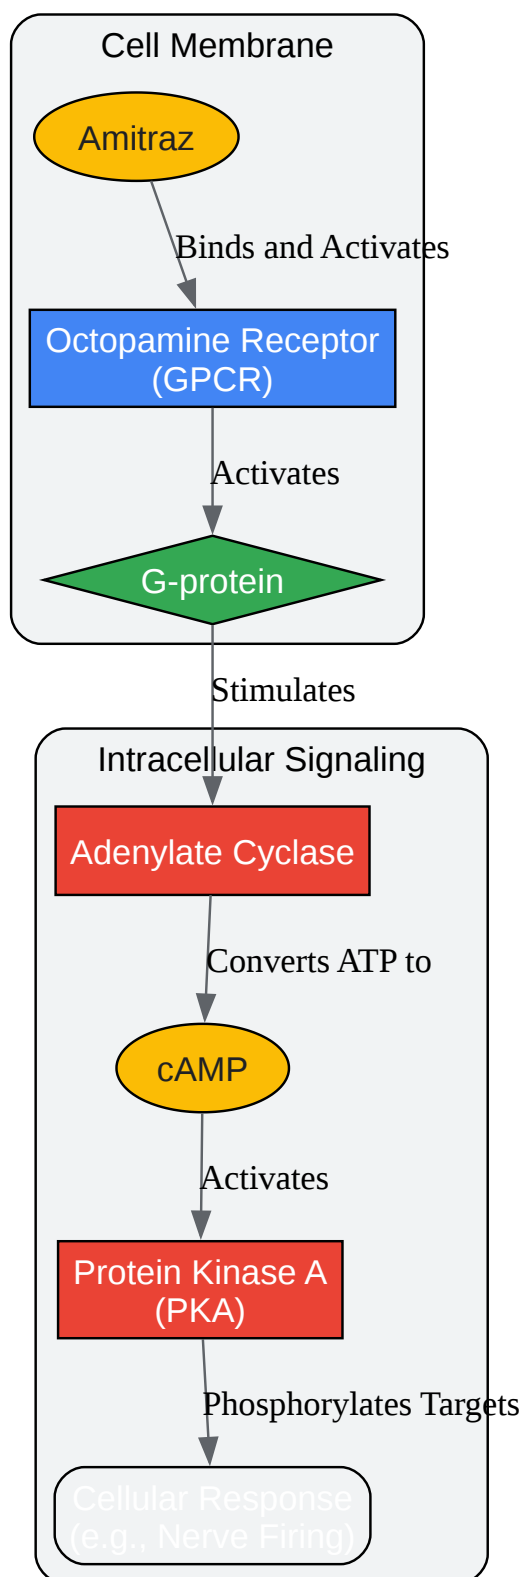 Cell Membrane
Amitraz
Binds and Activates
Octopamine Receptor
(GPCR)
Activates
G-protein
Stimulates
Intracellular Signaling
Adenylate Cyclase
Converts ATP to
cAMP
Activates
Protein Kinase A
(PKA)
Phosphorylates Targets
Cellular Response
(e.g., Nerve Firing)